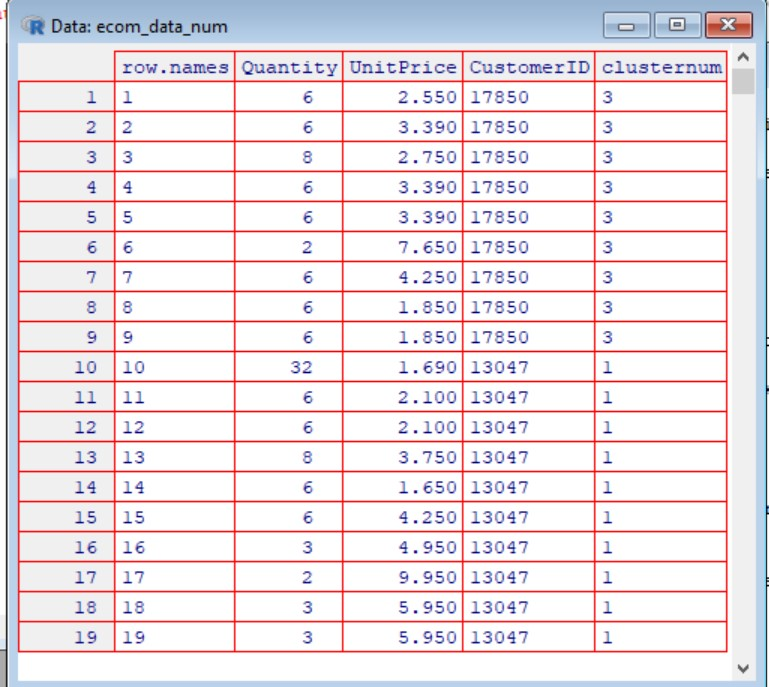 Data: ecom_data_num
row.names Quantity UnitPrice CustomerID clusternum
1 1 6 2.550 17850 3
2 2 6 3.390 17850 3
3 3 8 2.750 17850 3
4 4 6 3.390 17850 3
5 5 6 3.390 17850 3
6 6 2 7.650 17850 3
7 7 6 4.250 17850 3
8 8 6 1.850 17850 3
9 9 6 1.850 17850 3
10 10 32 1.690 13047 1
11 11 6 2.100 13047 1
12 12 6 2.100 13047 1
13 13 8 3.750 13047 1
14 14 6 1.650 13047 1
15 15 6 4.250 13047 1
16 16 3 4.950 13047 1
17 17 2 9.950 13047 1
18 18 3 5.950 13047 1
19 19 3 5.950 13047 1